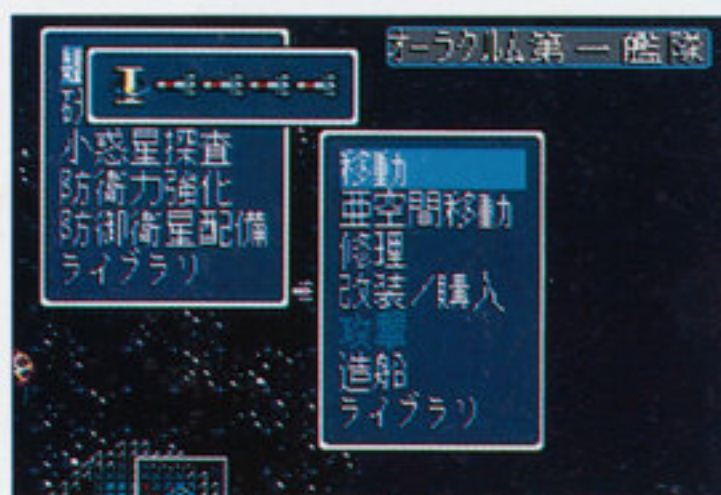 オーラクルム第一艦隊
小惑星探査
防衛力強化
防御衛星配備
ライブラリ
移動
亜空間移動
修理
改装/購入
攻撃
造船
ライブラリ